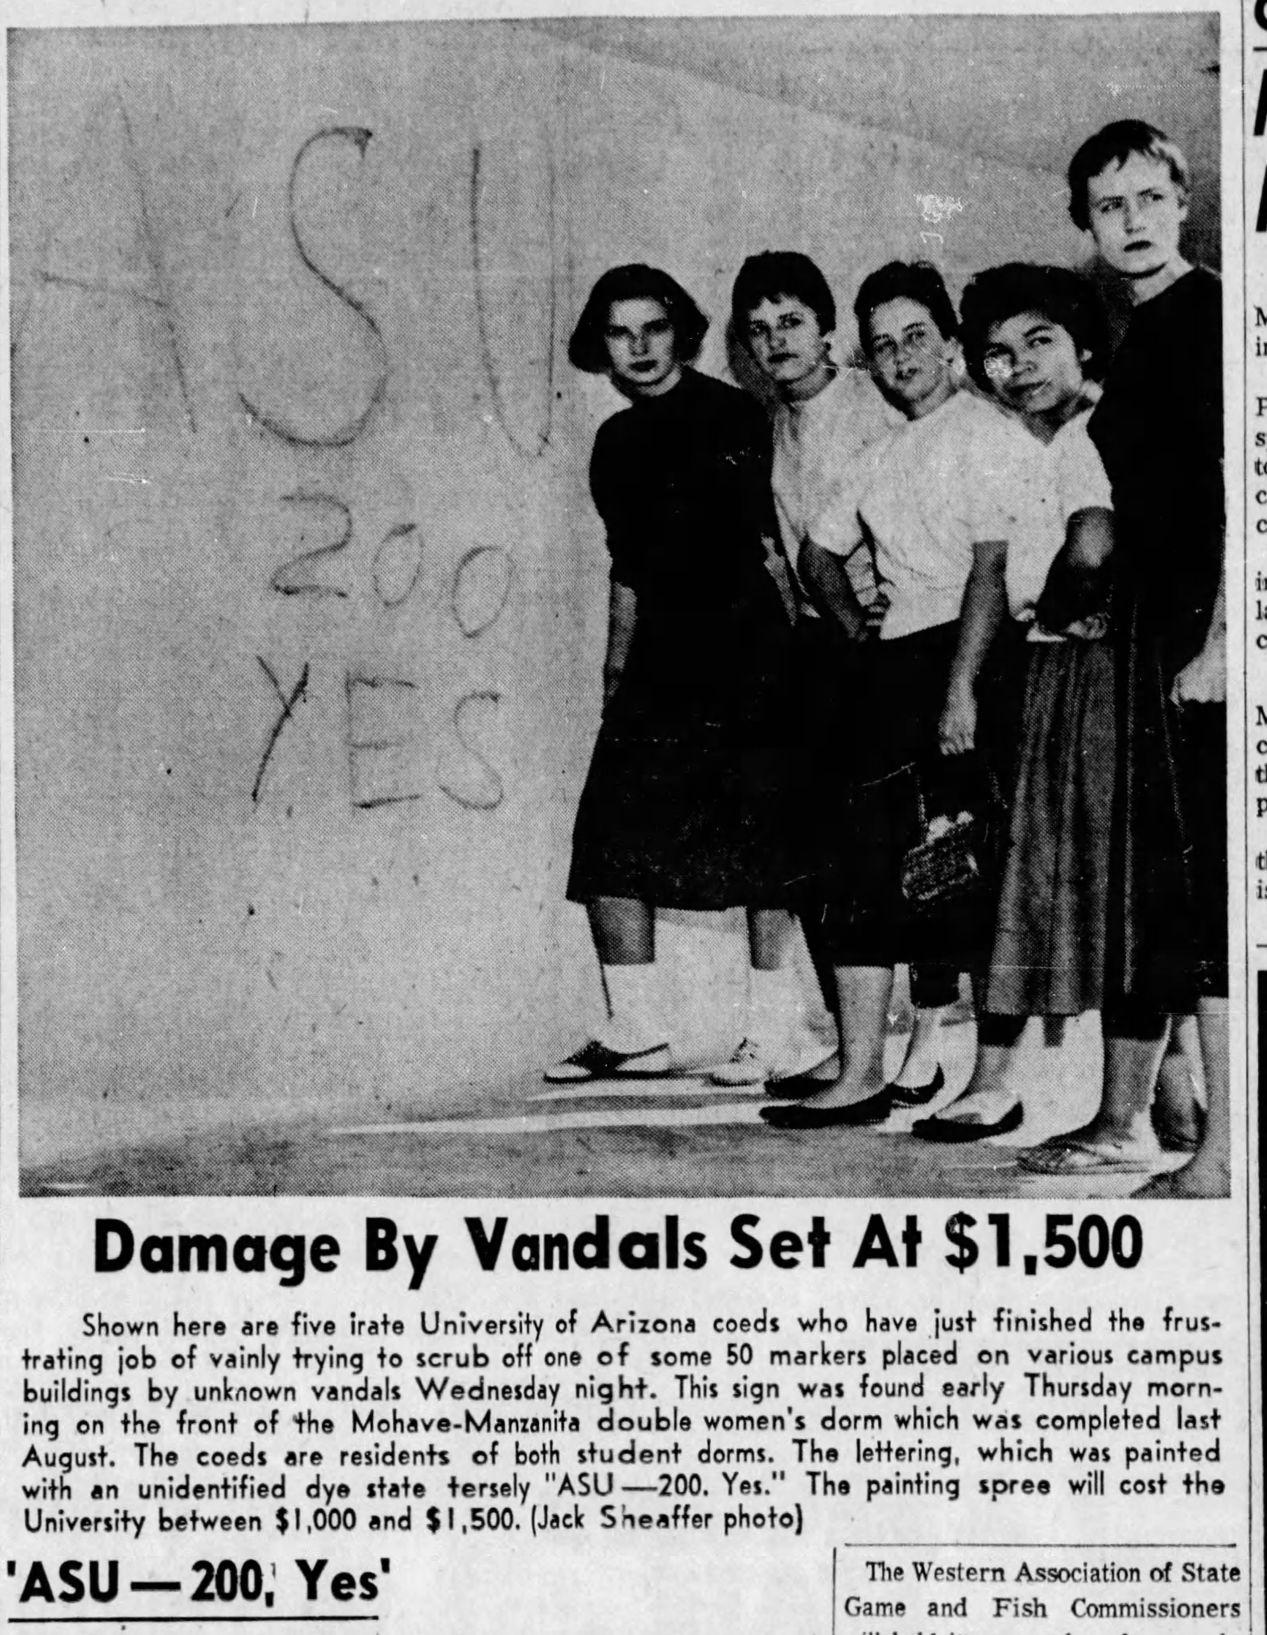 ASU
200
YES
Damage By Vandals Set At $1,500
Shown here are five irate University of Arizona coeds who have just finished the frus-
trating job of vainly trying to scrub off one of some 50 markers placed on various campus
buildings by unknown vandals Wednesday night. This sign was found early Thursday morn-
ing on the front of the Mohave-Manzanita double women's dorm which was completed last
August. The coeds are residents of both student dorms. The lettering, which was painted
with an unidentified dye state tersely "ASU—200. Yes." The painting spree will cost the
University between $1,000 and $1,500. (Jack Sheaffer photo)
'ASU — 200, Yes'
The Western Association of State
Game and Fish Commissioners